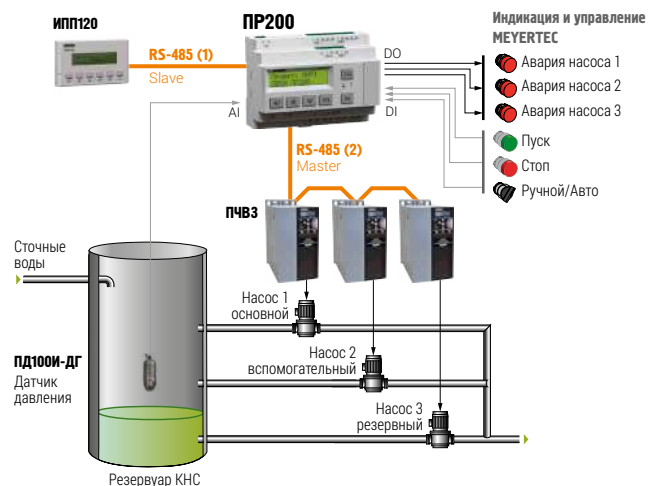 ИПП120
ПР200
Индикация и управление
MEYERTEC
RS-485 (1)
Slave
DO
Авария насоса 1
Авария насоса 2
Авария насоса 3
AI
DI
Пуск
Стоп
Ручной/Авто
RS-485 (2)
Master
ПЧВ3
Сточные
воды
Насос 1
основной
Насос 2
вспомогательный
ПД100И-ДГ
Датчик
давления
Насос 3
резервный
Резервуар КНС